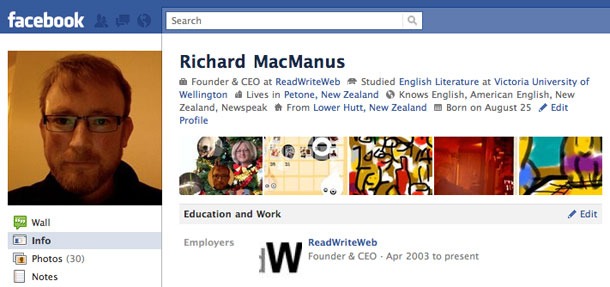 facebook
Search
Richard MacManus
Founder & CEO at ReadWriteWeb Studied English Literature at Victoria University of
Wellington Lives in Petone, New Zealand Knows English, American English, New
Zealand, Newspeak From Lower Hutt, New Zealand Born on August 25 Edit
Profile
Wall
Info
Photos (30)
Notes
Education and Work Edit
Employers
W
ReadWriteWeb
Founder & CEO · Apr 2003 to present